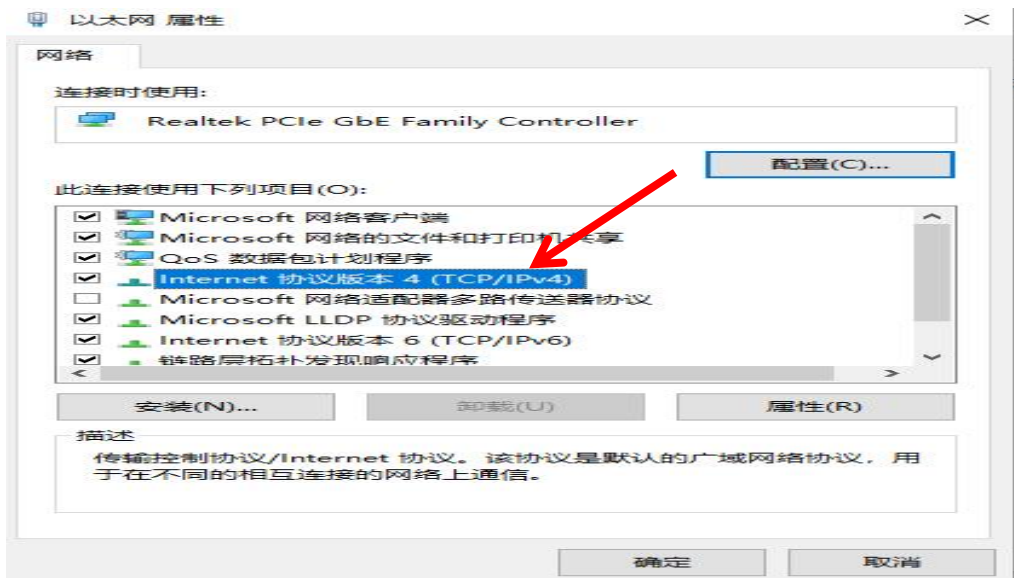 以太网 属性
网络
连接时使用:
Realtek PCIe GbE Family Controller
配置(C)...
此连接使用下列项目(O):
Microsoft 网络客户端
Microsoft 网络的文件和打印机共享
QoS 数据包计划程序
Internet 协议版本 4 (TCP/IPv4)
Microsoft 网络适配器多路传送器协议
Microsoft LLDP 协议驱动程序
Internet 协议版本 6 (TCP/IPv6)
链路层拓扑发现响应程序
安装(N)... 卸载(U) 属性(R)
描述
传输控制协议/Internet 协议。该协议是默认的广域网络协议，用
于在不同的相互连接的网络上通信。
确定 取消